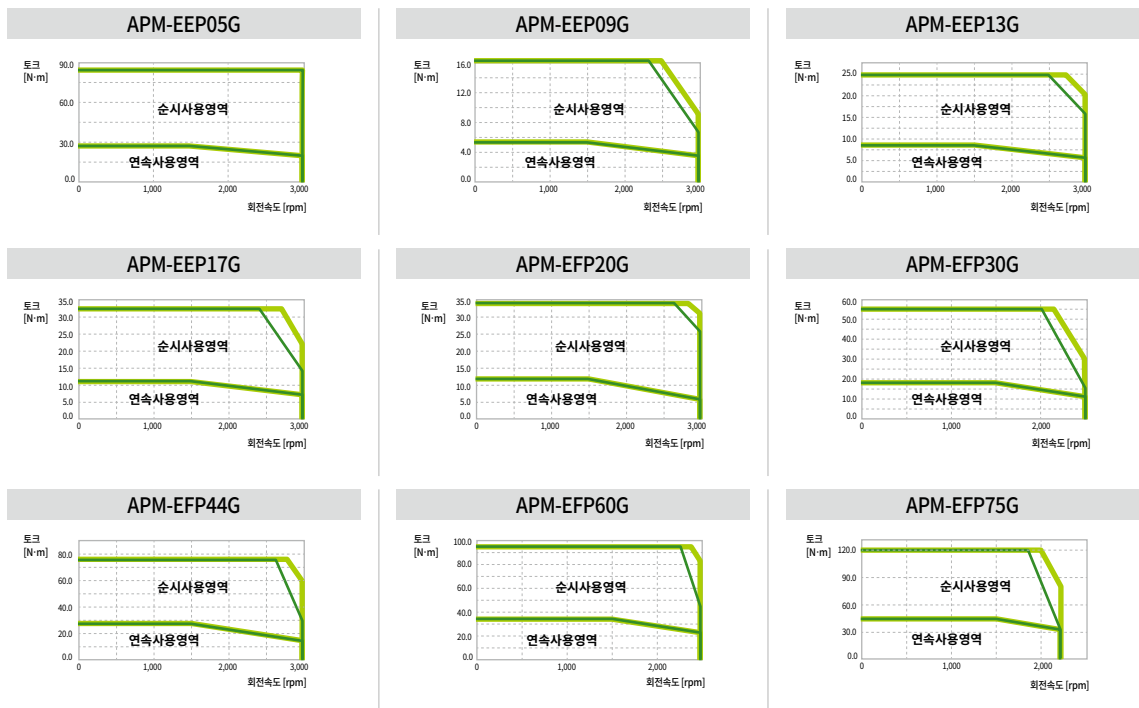 APM-EEP05G
토크
[N·m]
90.0
60.0
30.0
0.0
순시사용영역
연속사용영역
0 1,000 2,000 3,000
회전속도 [rpm]
APM-EEP09G
토크
[N·m]
16.0
12.0
8.0
4.0
0.0
순시사용영역
연속사용영역
0 1,000 2,000 3,000
회전속도 [rpm]
APM-EEP13G
토크
[N·m]
25.0
20.0
15.0
10.0
5.0
0.0
순시사용영역
연속사용영역
0 1,000 2,000 3,000
회전속도 [rpm]
APM-EEP17G
토크
[N·m]
35.0
30.0
25.0
20.0
15.0
10.0
5.0
0.0
순시사용영역
연속사용영역
0 1,000 2,000 3,000
회전속도 [rpm]
APM-EFP20G
토크
[N·m]
35.0
30.0
25.0
20.0
15.0
10.0
5.0
0.0
순시사용영역
연속사용영역
0 1,000 2,000 3,000
회전속도 [rpm]
APM-EFP30G
토크
[N·m]
60.0
50.0
40.0
30.0
20.0
10.0
0.0
순시사용영역
연속사용영역
0 1,000 2,000
회전속도 [rpm]
APM-EFP44G
토크
[N·m]
80.0
60.0
40.0
20.0
0.0
순시사용영역
연속사용영역
0 1,000 2,000 3,000
회전속도 [rpm]
APM-EFP60G
토크
[N·m]
100.0
80.0
60.0
40.0
20.0
0.0
순시사용영역
연속사용영역
0 1,000 2,000
회전속도 [rpm]
APM-EFP75G
토크
[N·m]
120.0
90.0
60.0
30.0
0.0
순시사용영역
연속사용영역
0 1,000 2,000
회전속도 [rpm]